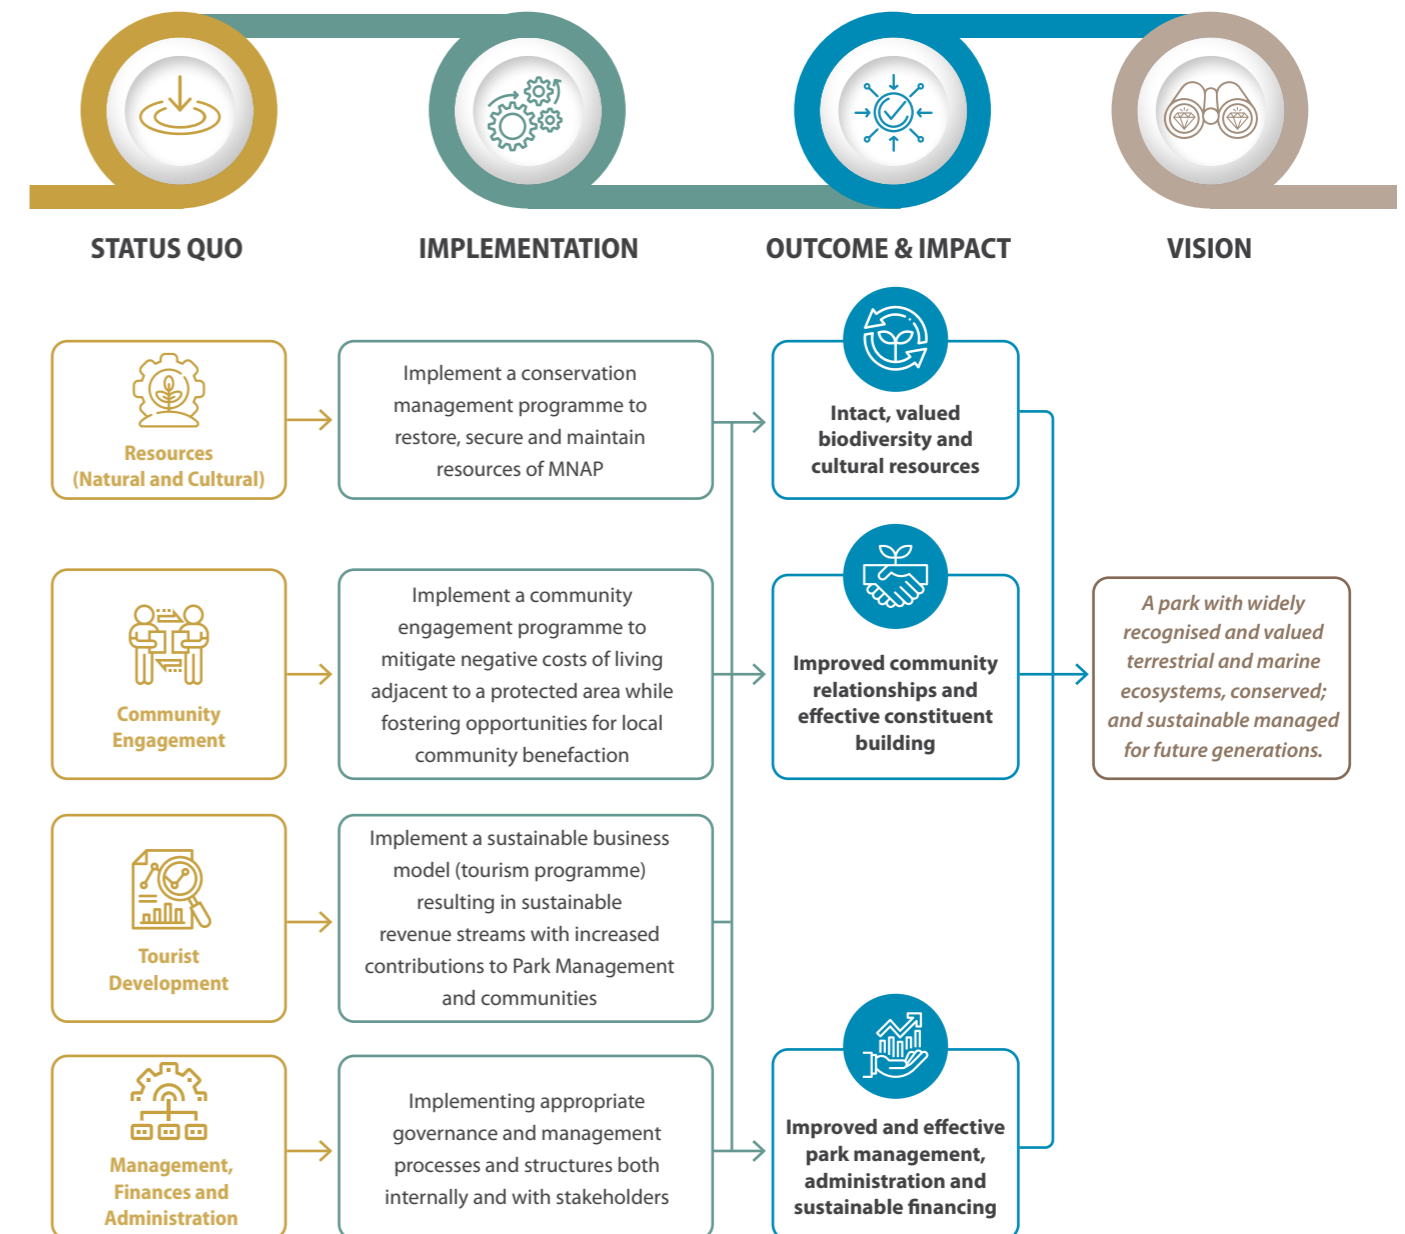 STATUS QUO
IMPLEMENTATION
OUTCOME & IMPACT
VISION
Resources
(Natural and Cultural)
Implement a conservation
management programme to
restore, secure and maintain
resources of MNAP
Intact, valued
biodiversity and
cultural resources
Community
Engagement
Implement a community
engagement programme to
mitigate negative costs of living
adjacent to a protected area while
fostering opportunities for local
community benefaction
Improved community
relationships and
effective constituent
building
A park with widely
recognised and valued
terrestrial and marine
ecosystems, conserved;
and sustainable managed
for future generations.
Tourist
Development
Implement a sustainable business
model (tourism programme)
resulting in sustainable
revenue streams with increased
contributions to Park Management
and communities
Management,
Finances and
Administration
Implementing appropriate
governance and management
processes and structures both
internally and with stakeholders
Improved and effective
park management,
administration and
sustainable financing